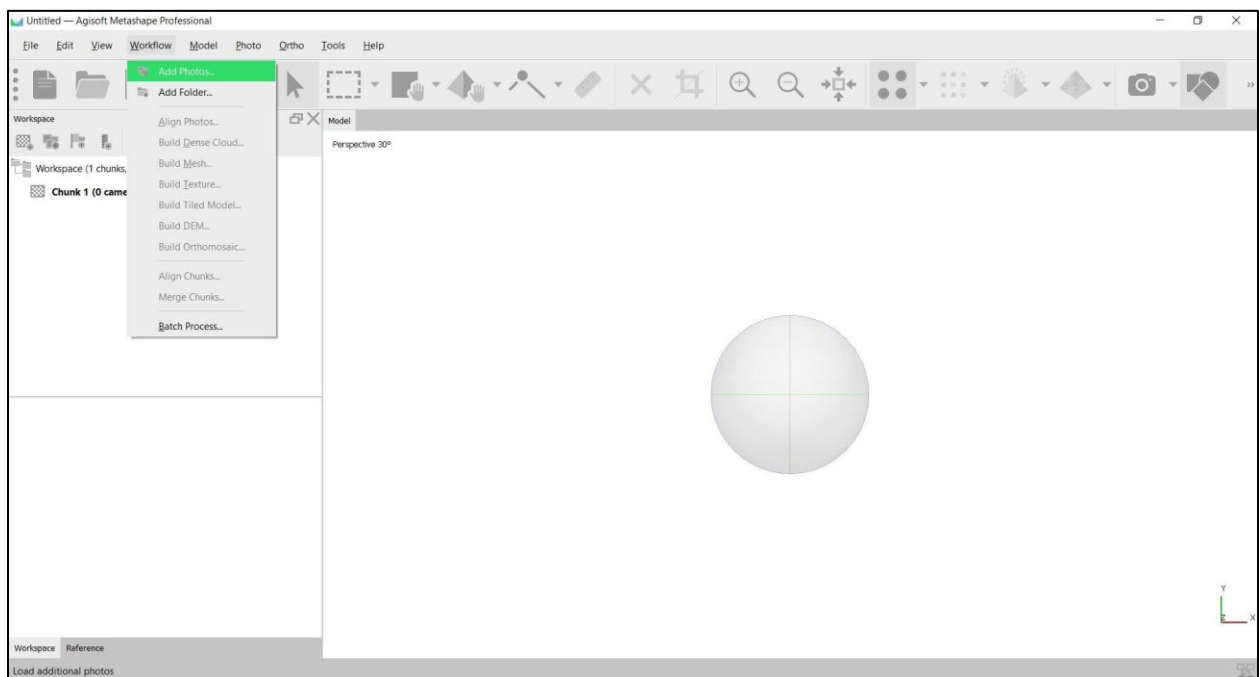 Untitled — Agisoft Metashape Professional
File Edit View Workflow Model Photo Ortho Tools Help
Add Photos...
Add Folder...
Align Photos...
Build Dense Cloud...
Build Mesh...
Build Texture...
Build Tiled Model...
Build DEM...
Build Orthomosaic...
Align Chunks...
Merge Chunks...
Batch Process...
Workspace
Workspace (1 chunks,
Chunk 1 (0 came
Model
Perspective 30°
Y
X
Z
Workspace Reference
Load additional photos